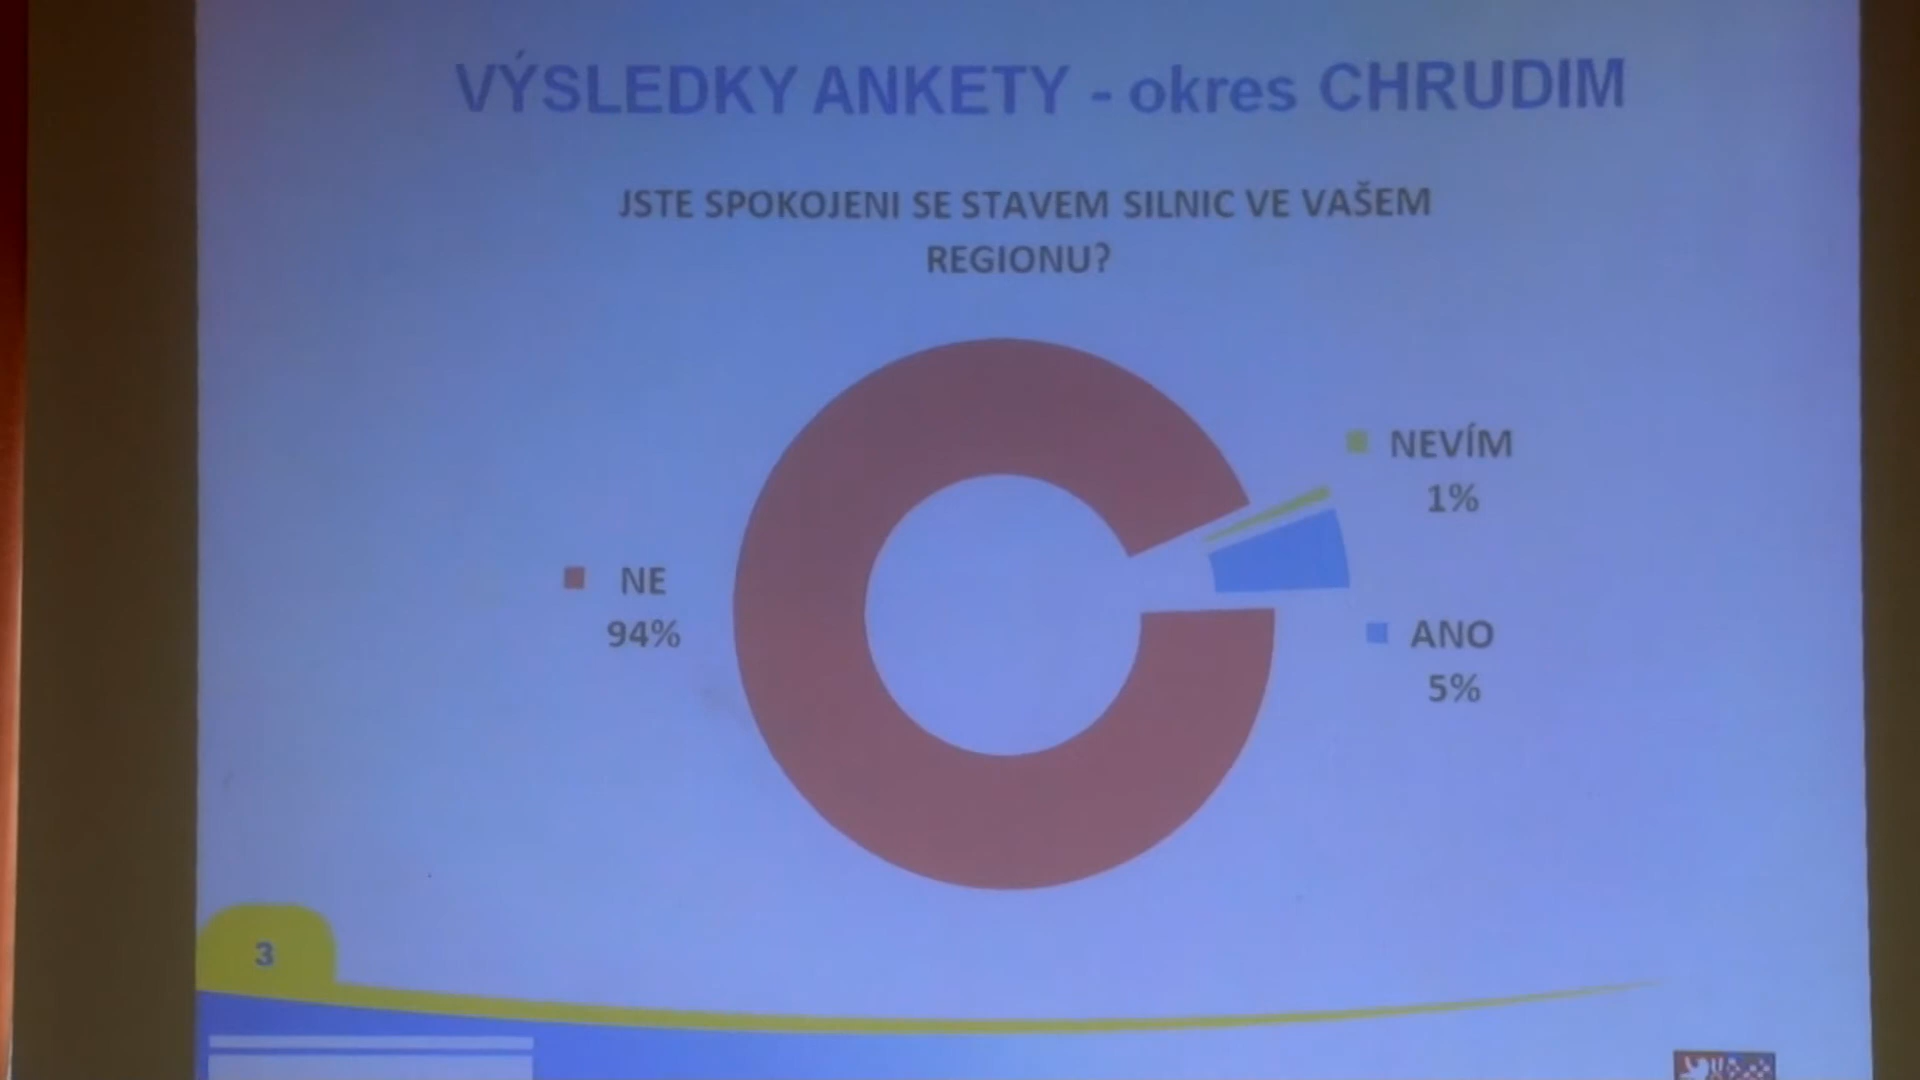 VÝSLEDKY ANKETY - okres CHRUDIM
JSTE SPOKOJENI SE STAVEM SILNIC VE VAŠEM
REGIONU?
NEVÍM
1%
NE
94%
ANO
5%
3